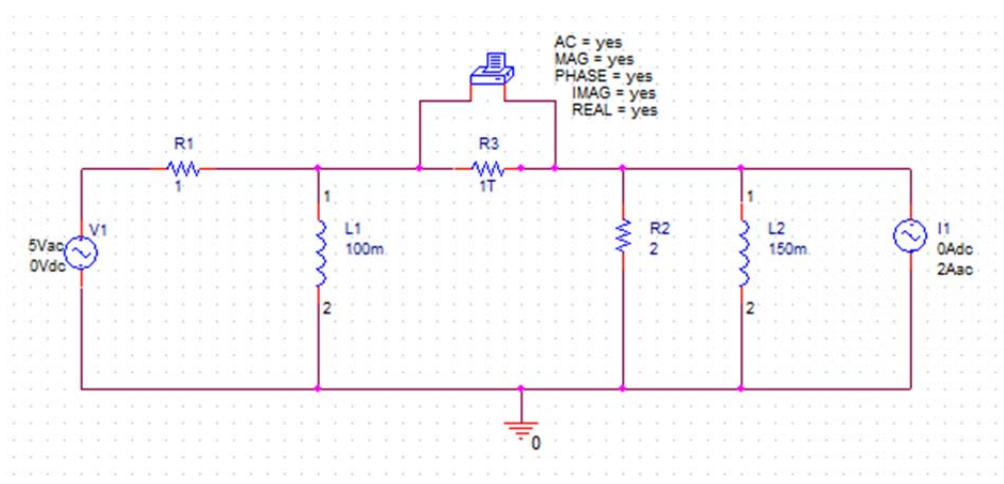 AC = yes
MAG = yes
PHASE = yes
IMAG = yes
REAL = yes
R1
1
R3
1T
V1
5Vac
0Vdc
1
L1
100m
2
R2
2
1
L2
150m
2
I1
0Adc
2Aac
0